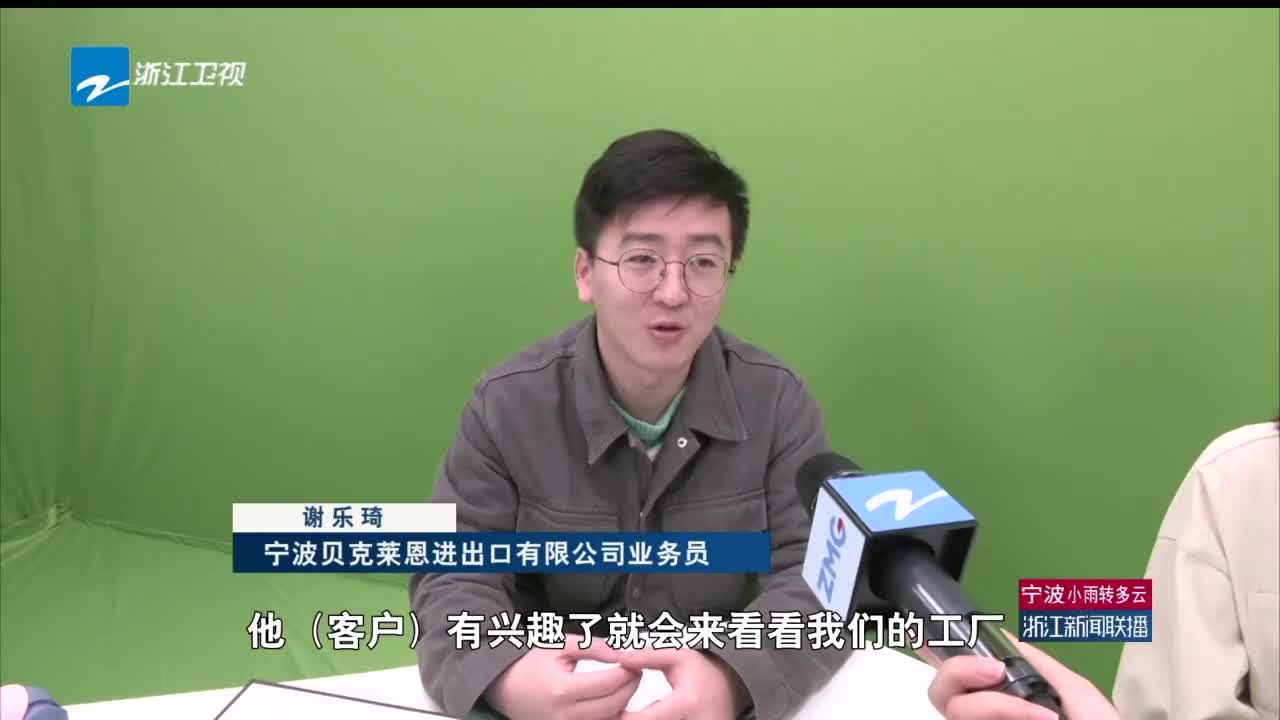 浙江卫视
谢乐琦
宁波贝克莱恩进出口有限公司业务员
ZMG
宁波 小雨转多云
浙江新闻联播
他（客户）有兴趣了就会来看看我们的工厂